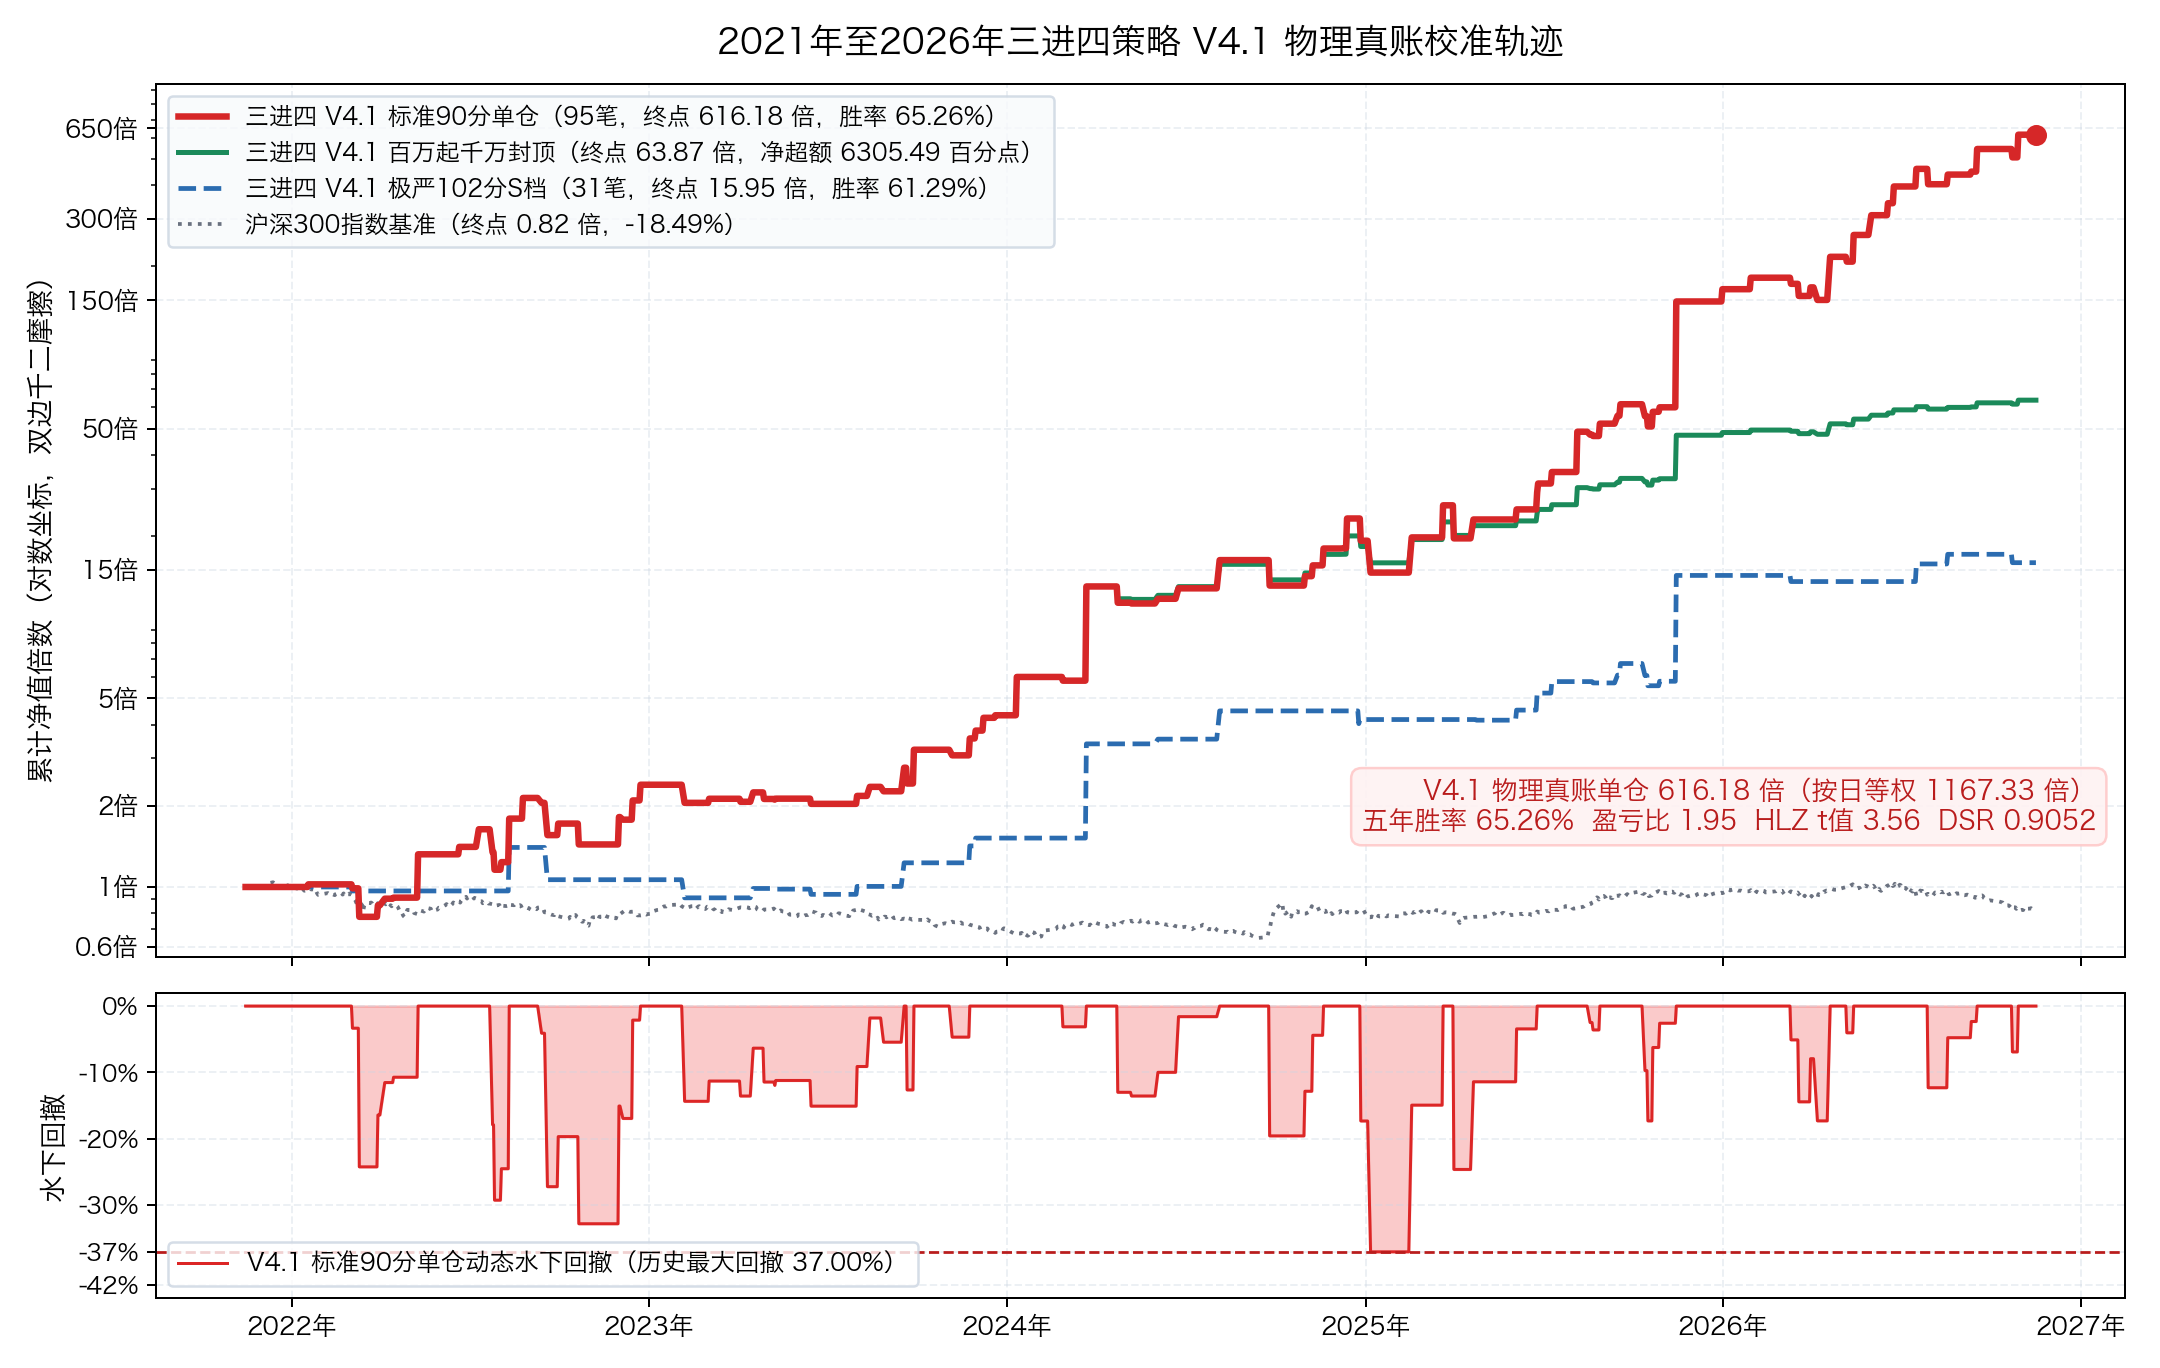 2021年至2026年三进四策略 V4.1 物理真账校准轨迹
三进四 V4.1 标准90分单仓（95笔，终点 616.18 倍，胜率 65.26%）
三进四 V4.1 百万起千万封顶（终点 63.87 倍，净超额 6305.49 百分点）
三进四 V4.1 极严102分S档（31笔，终点 15.95 倍，胜率 61.29%）
沪深300指数基准（终点 0.82 倍，-18.49%）
累计净值倍数（对数坐标，双边千二摩擦）
650倍
300倍
150倍
50倍
15倍
5倍
2倍
1倍
0.6倍
V4.1 物理真账单仓 616.18 倍（按日等权 1167.33 倍）
五年胜率 65.26% 盈亏比 1.95 HLZ t值 3.56 DSR 0.9052
水下回撤
0%
-10%
-20%
-30%
-37%
-42%
V4.1 标准90分单仓动态水下回撤（历史最大回撤 37.00%）
2022年
2023年
2024年
2025年
2026年
2027年